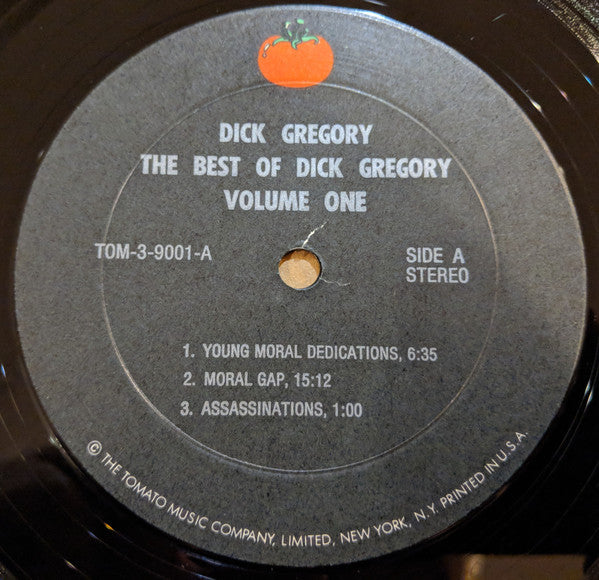 DICK GREGORY
THE BEST OF DICK GREGORY
VOLUME ONE
TOM-3-9001-A
SIDE A
STEREO
1. YOUNG MORAL DEDICATIONS, 6:35
2. MORAL GAP, 15:12
3. ASSASSINATIONS, 1:00
© THE TOMATO MUSIC COMPANY, LIMITED, NEW YORK, N.Y. PRINTED IN U.S.A.